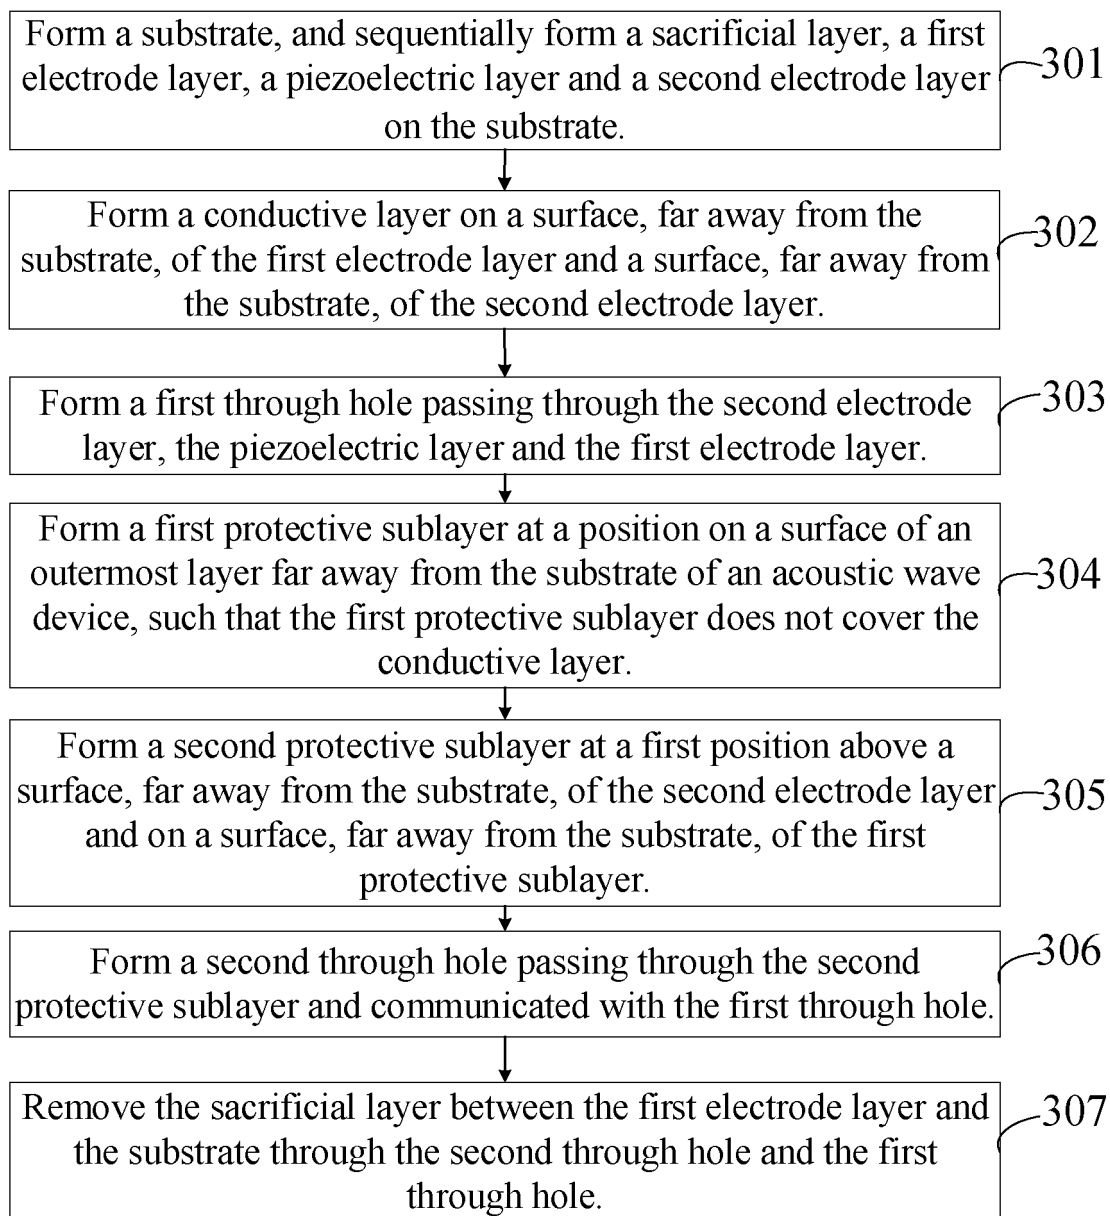 Form a substrate, and sequentially form a sacrificial layer, a first
electrode layer, a piezoelectric layer and a second electrode layer
on the substrate.
301
Form a conductive layer on a surface, far away from the
substrate, of the first electrode layer and a surface, far away from
the substrate, of the second electrode layer.
302
Form a first through hole passing through the second electrode
layer, the piezoelectric layer and the first electrode layer.
303
Form a first protective sublayer at a position on a surface of an
outermost layer far away from the substrate of an acoustic wave
device, such that the first protective sublayer does not cover the
conductive layer.
304
Form a second protective sublayer at a first position above a
surface, far away from the substrate, of the second electrode layer
and on a surface, far away from the substrate, of the first
protective sublayer.
305
Form a second through hole passing through the second
protective sublayer and communicated with the first through hole.
306
Remove the sacrificial layer between the first electrode layer and
the substrate through the second through hole and the first
through hole.
307